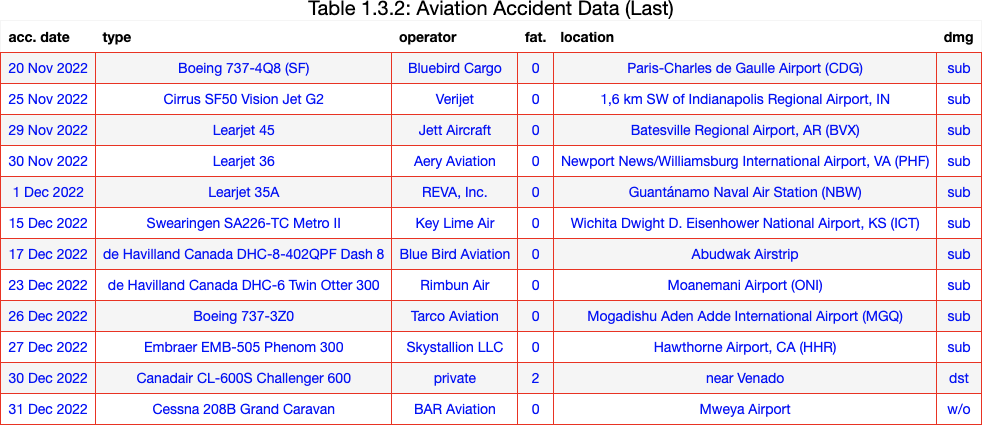 Table 1.3.2: Aviation Accident Data (Last)
acc. date type operator fat. location dmg
20 Nov 2022 Boeing 737-4Q8 (SF) Bluebird Cargo 0 Paris-Charles de Gaulle Airport (CDG) sub
25 Nov 2022 Cirrus SF50 Vision Jet G2 Verijet 0 1,6 km SW of Indianapolis Regional Airport, IN sub
29 Nov 2022 Learjet 45 Jett Aircraft 0 Batesville Regional Airport, AR (BVX) sub
30 Nov 2022 Learjet 36 Aery Aviation 0 Newport News/Williamsburg International Airport, VA (PHF) sub
1 Dec 2022 Learjet 35A REVA, Inc. 0 Guantánamo Naval Air Station (NBW) sub
15 Dec 2022 Swearingen SA226-TC Metro II Key Lime Air 0 Wichita Dwight D. Eisenhower National Airport, KS (ICT) sub
17 Dec 2022 de Havilland Canada DHC-8-402QPF Dash 8 Blue Bird Aviation 0 Abudwak Airstrip sub
23 Dec 2022 de Havilland Canada DHC-6 Twin Otter 300 Rimbun Air 0 Moanemani Airport (ONI) sub
26 Dec 2022 Boeing 737-3Z0 Tarco Aviation 0 Mogadishu Aden Adde International Airport (MGQ) sub
27 Dec 2022 Embraer EMB-505 Phenom 300 Skystallion LLC 0 Hawthorne Airport, CA (HHR) sub
30 Dec 2022 Canadair CL-600S Challenger 600 private 2 near Venado dst
31 Dec 2022 Cessna 208B Grand Caravan BAR Aviation 0 Mweya Airport w/o